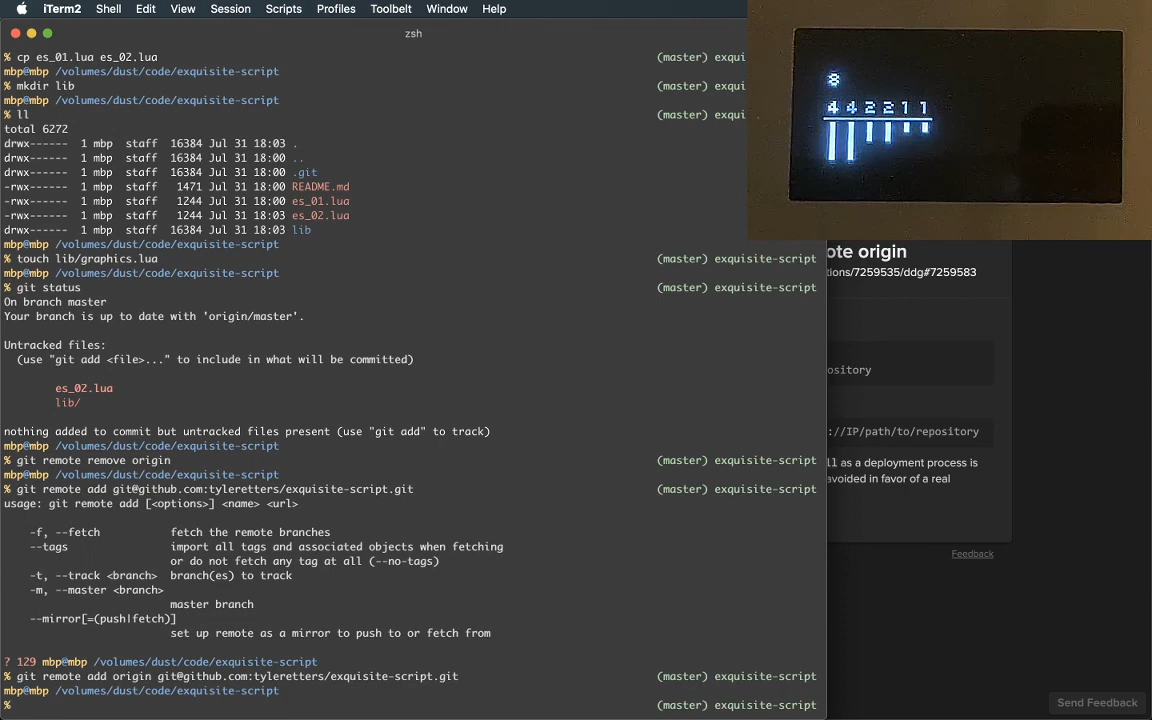 iTerm2 Shell Edit View Session Scripts Profiles Toolbelt Window Help
zsh
% cp es_01.lua es_02.lua (master) exqui
mbp@mbp /volumes/dust/code/exquisite-script
% mkdir lib (master) exqui
mbp@mbp /volumes/dust/code/exquisite-script
% ll (master) exqui
total 6272
drwx------ 1 mbp staff 16384 Jul 31 18:03 .
drwx------ 1 mbp staff 16384 Jul 31 18:00 ..
drwx------ 1 mbp staff 16384 Jul 31 18:00 .git
-rwx------ 1 mbp staff 1471 Jul 31 18:00 README.md
-rwx------ 1 mbp staff 1244 Jul 31 18:00 es_01.lua
-rwx------ 1 mbp staff 1244 Jul 31 18:03 es_02.lua
drwx------ 1 mbp staff 16384 Jul 31 18:03 lib
mbp@mbp /volumes/dust/code/exquisite-script
% touch lib/graphics.lua (master) exquisite-script
mbp@mbp /volumes/dust/code/exquisite-script
% git status (master) exquisite-script
On branch master
Your branch is up to date with 'origin/master'.
Untracked files:
(use "git add <file>..." to include in what will be committed)
es_02.lua
lib/
nothing added to commit but untracked files present (use "git add" to track)
mbp@mbp /volumes/dust/code/exquisite-script
% git remote remove origin (master) exquisite-script
mbp@mbp /volumes/dust/code/exquisite-script
% git remote add git@github.com:tyleretters/exquisite-script.git (master) exquisite-script
usage: git remote add [<options>] <name> <url>
-f, --fetch fetch the remote branches
--tags import all tags and associated objects when fetching
or do not fetch any tag at all (--no-tags)
-t, --track <branch> branch(es) to track
-m, --master <branch>
master branch
--mirror[=(push|fetch)]
set up remote as a mirror to push to or fetch from
? 129 mbp@mbp /volumes/dust/code/exquisite-script
% git remote add origin git@github.com:tyleretters/exquisite-script.git (master) exquisite-script
mbp@mbp /volumes/dust/code/exquisite-script
% (master) exquisite-script
8
4 4 2 2 1 1
ote origin
tions/7259535/ddg#7259583
ository
://IP/path/to/repository
ll as a deployment process is
avoided in favor of a real
Feedback
Send Feedback